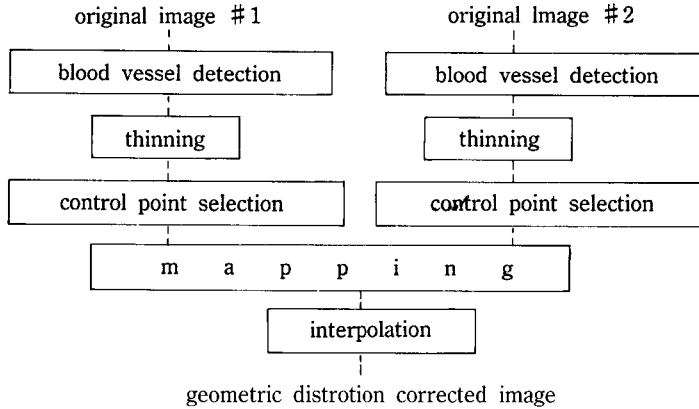 original image #1
original lmage #2
blood vessel detection
blood vessel detection
thinning
thinning
control point selection
control point selection
m a p p i n g
interpolation
geometric distrotion corrected image